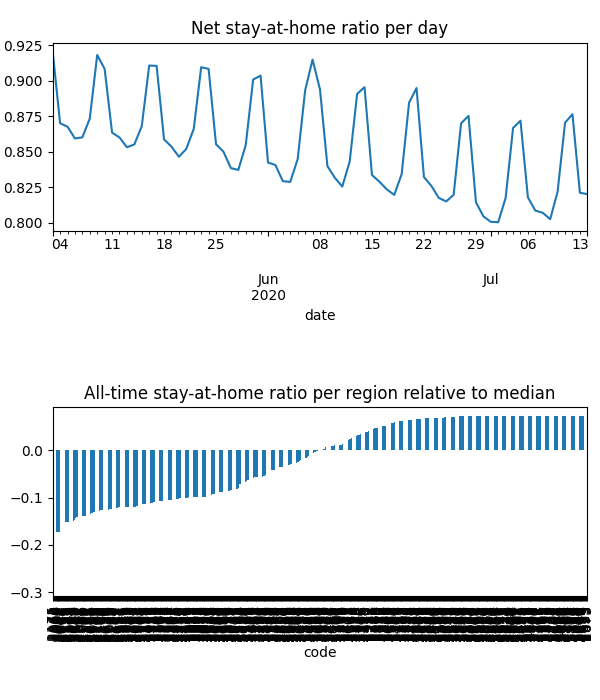 Net stay-at-home ratio per day
0.925
0.900
0.875
0.850
0.825
0.800
04 11 18 25 08 15 22 29 06 13
Jun Jul
2020
date
All-time stay-at-home ratio per region relative to median
0.0
−0.1
−0.2
−0.3
code